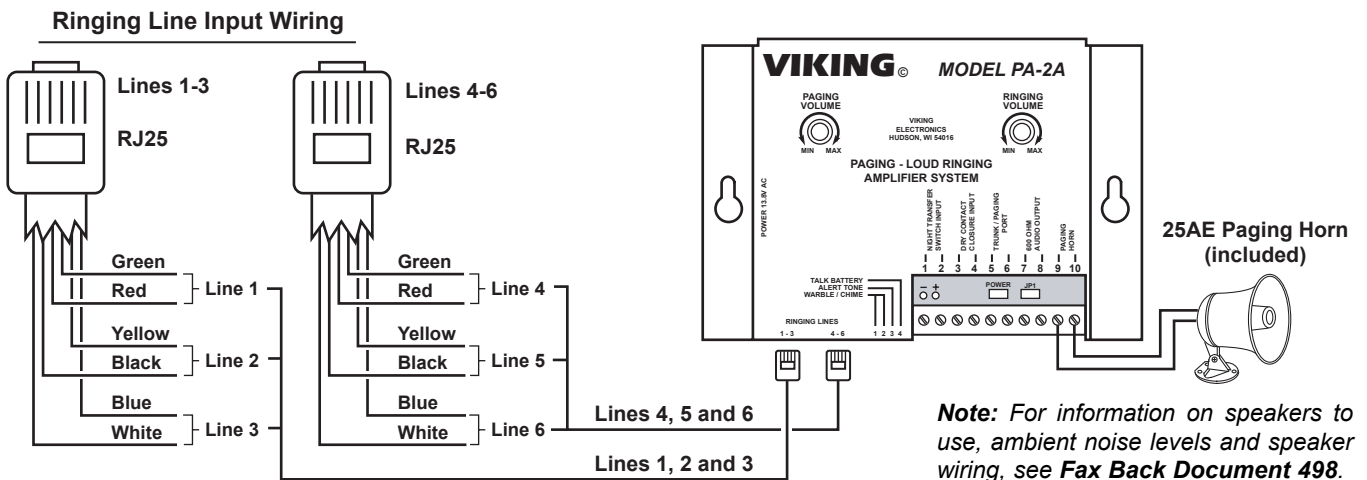 Ringing Line Input Wiring
Lines 1-3
RJ25
Green
Red
Line 1
Yellow
Black
Line 2
Blue
White
Line 3
Lines 4-6
RJ25
Green
Red
Line 4
Yellow
Black
Line 5
Blue
White
Line 6
Lines 4, 5 and 6
Lines 1, 2 and 3
VIKING©
MODEL PA-2A
PAGING
VOLUME
MIN MAX
VIKING
ELECTRONICS
HUDSON, WI 54016
RINGING
VOLUME
MIN MAX
PAGING - LOUD RINGING
AMPLIFIER SYSTEM
POWER 13.8V AC
NIGHT TRANSFER
SWITCH INPUT
DRY CONTACT
CLOSURE INPUT
TRUNK / PAGING
PORT
600 OHM
AUDIO OUTPUT
PAGING
HORN
1 2 3 4 5 6 7 8 9 10
– +
POWER
JP1
TALK BATTERY
ALERT TONE
WARBLE / CHIME
RINGING LINES
1 - 3
4 - 6
1 2 3 4
25AE Paging Horn
(included)
Note: For information on speakers to
use, ambient noise levels and speaker
wiring, see Fax Back Document 498.